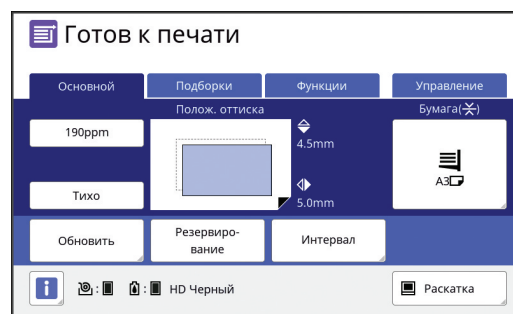 Готов к печати
Основной Подборки Функции Управление
Полож. оттиска Бумага( )
190ppm
4.5mm
A3
Тихо
5.0mm
Обновить
Резервиро-
вание
Интервал
i : : HD Черный
Раскатка